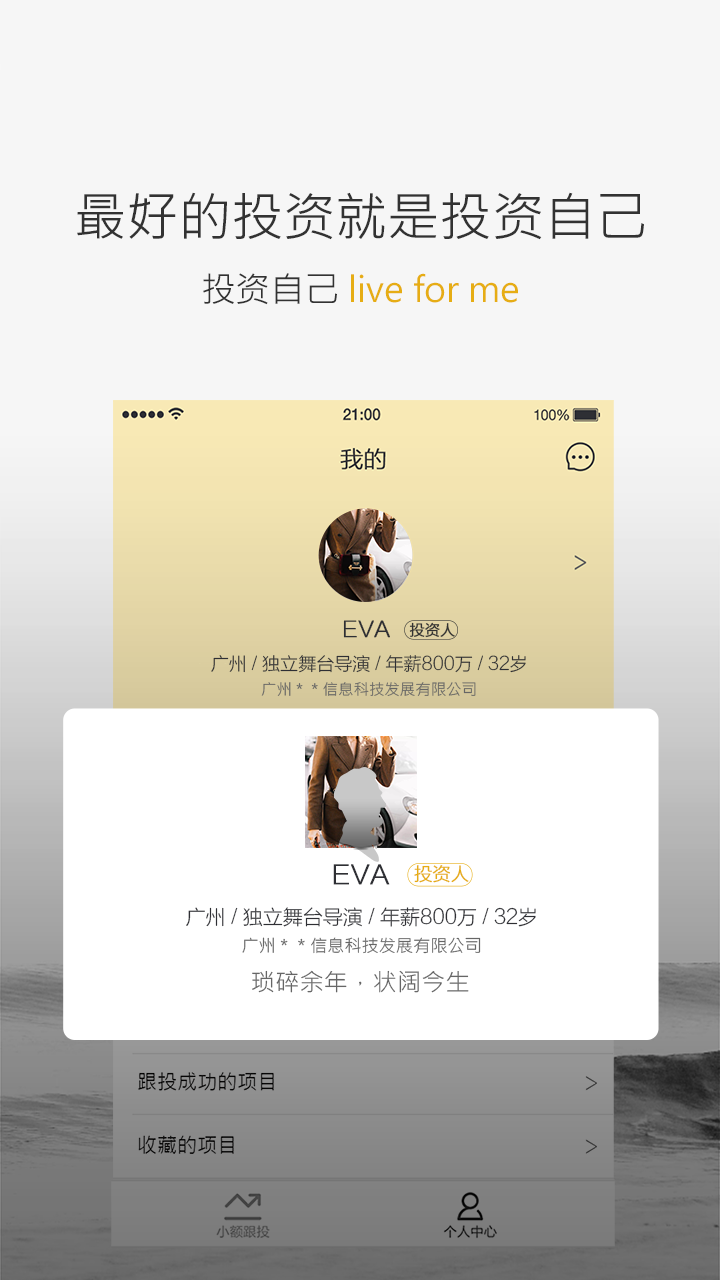 最好的投资就是投资自己
投资自己 live for me
21:00 100%
我的
EVA 投资人
广州 / 独立舞台导演 / 年薪800万 / 32岁
广州 * * 信息科技发展有限公司
EVA 投资人
广州 / 独立舞台导演 / 年薪800万 / 32岁
广州 * * 信息科技发展有限公司
琐碎余年，状阔今生
跟投成功的项目 >
收藏的项目 >
小额跟投 个人中心